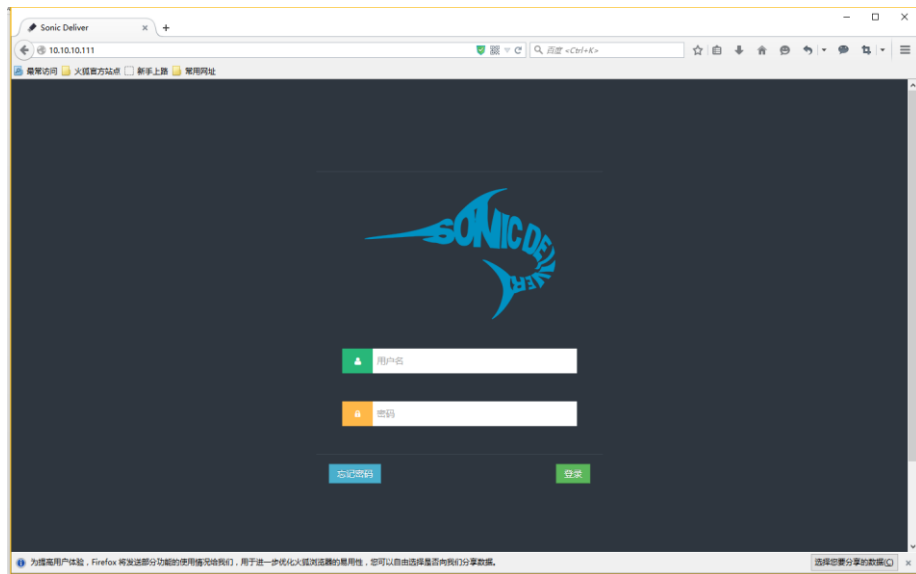 Sonic Deliver
10.10.10.111
百度 <Ctrl+K>
最常访问 火狐官方站点 新手上路 常用网址
SONIC DELIVER
用户名
密码
忘记密码 登录
为提高用户体验，Firefox 将发送部分功能的使用情况给我们，用于进一步优化火狐浏览器的易用性，您可以自由选择是否向我们分享数据。 选择您要分享的数据(C)